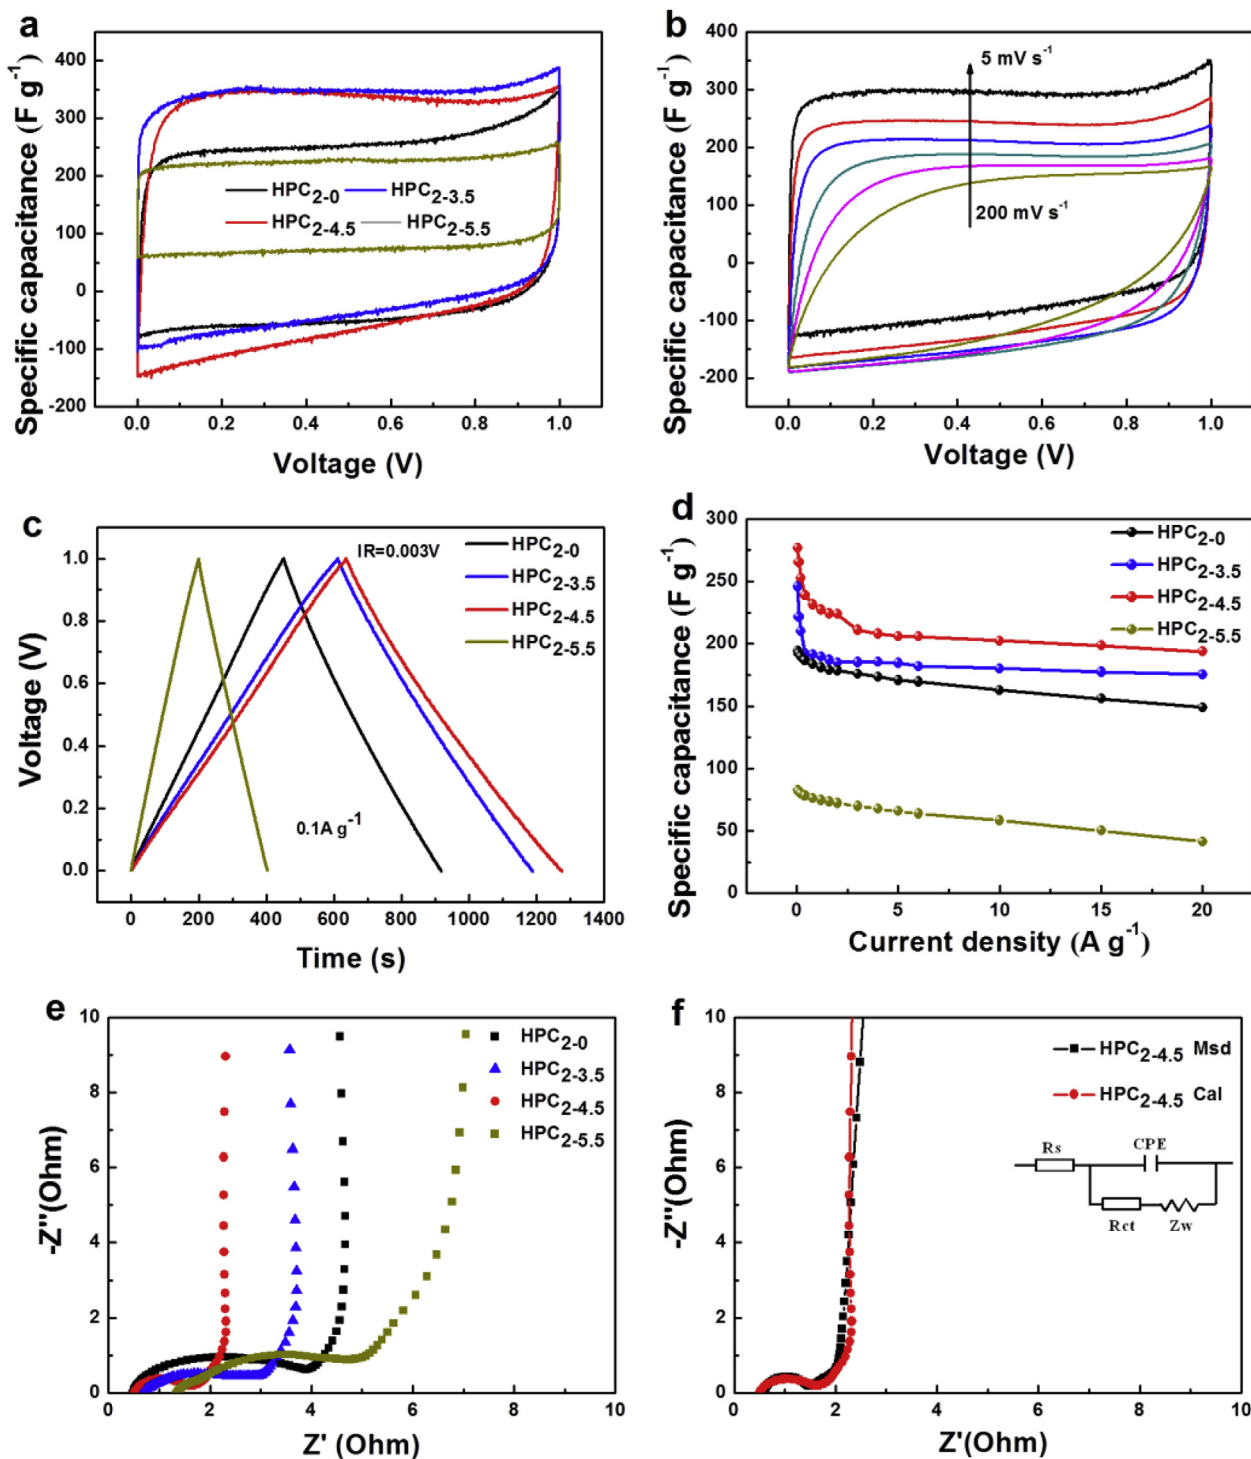 a
Specific capacitance (F g-1)
400
300
200
100
0
-100
-200
HPC2-0
HPC2-3.5
HPC2-4.5
HPC2-5.5
0.0
0.2
0.4
0.6
0.8
1.0
Voltage (V)
b
Specific capacitance (F g-1)
400
300
200
100
0
-100
-200
5 mV s-1
200 mV s-1
0.0
0.2
0.4
0.6
0.8
1.0
Voltage (V)
c
Voltage (V)
1.0
0.8
0.6
0.4
0.2
0.0
IR=0.003V
HPC2-0
HPC2-3.5
HPC2-4.5
HPC2-5.5
0.1A g-1
0
200
400
600
800
1000
1200
1400
Time (s)
d
Specific capacitance (F g-1)
300
250
200
150
100
50
0
HPC2-0
HPC2-3.5
HPC2-4.5
HPC2-5.5
0
5
10
15
20
Current density (A g-1)
e
-Z''(Ohm)
10
8
6
4
2
0
HPC2-0
HPC2-3.5
HPC2-4.5
HPC2-5.5
0
2
4
6
8
10
Z' (Ohm)
f
-Z''(Ohm)
10
8
6
4
2
0
HPC2-4.5 Msd
HPC2-4.5 Cal
Rs
CPE
Rct
Zw
0
2
4
6
8
10
Z'(Ohm)